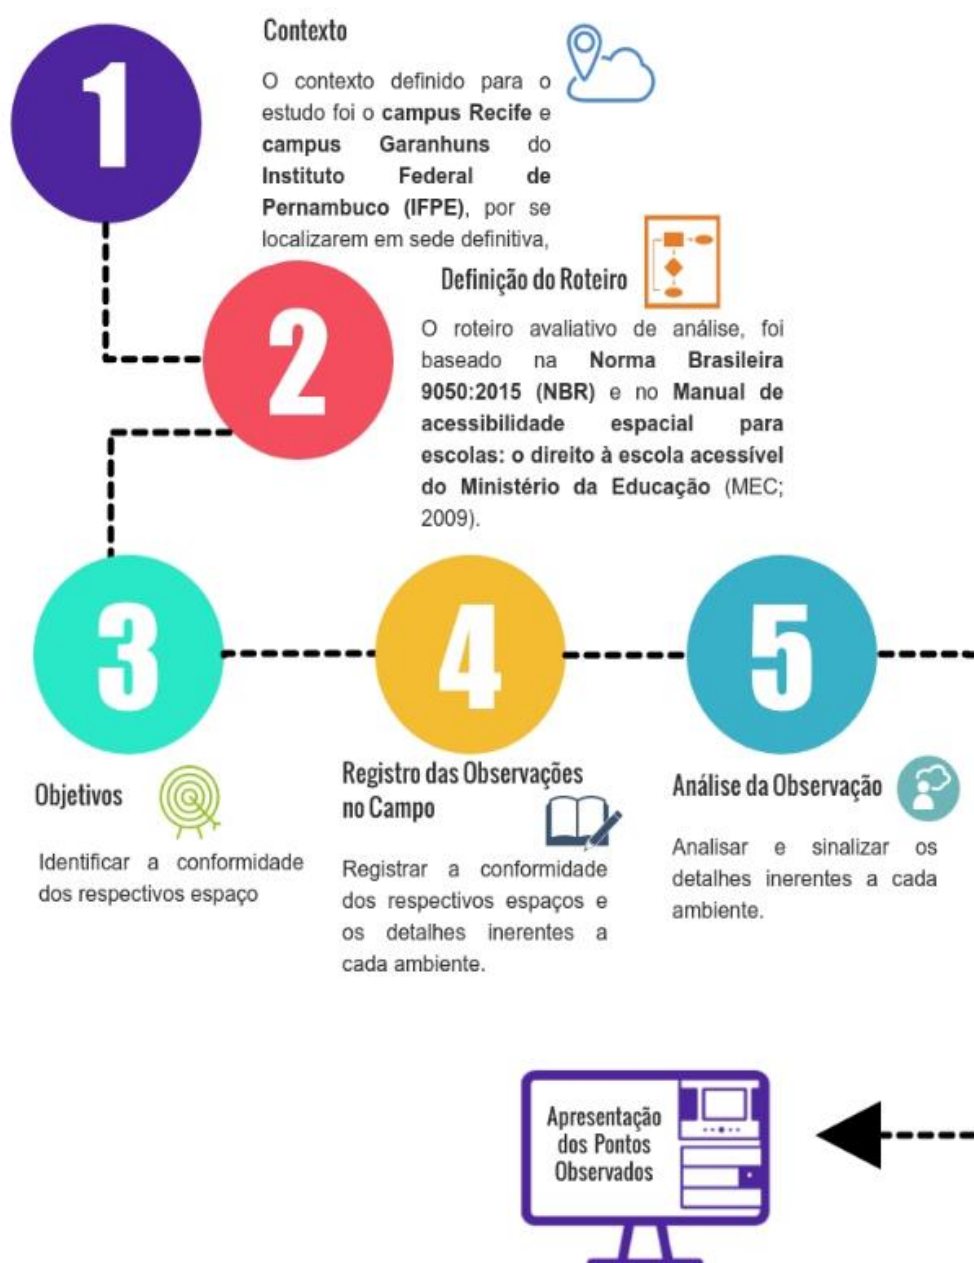 1
Contexto
O contexto definido para o
estudo foi o campus Recife e
campus Garanhuns do
Instituto Federal de
Pernambuco (IFPE), por se
localizarem em sede definitiva,
2
Definição do Roteiro
O roteiro avaliativo de análise, foi
baseado na Norma Brasileira
9050:2015 (NBR) e no Manual de
acessibilidade espacial para
escolas: o direito à escola acessível
do Ministério da Educação (MEC;
2009).
3
Objetivos
Identificar a conformidade
dos respectivos espaço
4
Registro das Observações
no Campo
Registrar a conformidade
dos respectivos espaços e
os detalhes inerentes a
cada ambiente.
5
Análise da Observação
Analisar e sinalizar os
detalhes inerentes a cada
ambiente.
Apresentação
dos Pontos
Observados